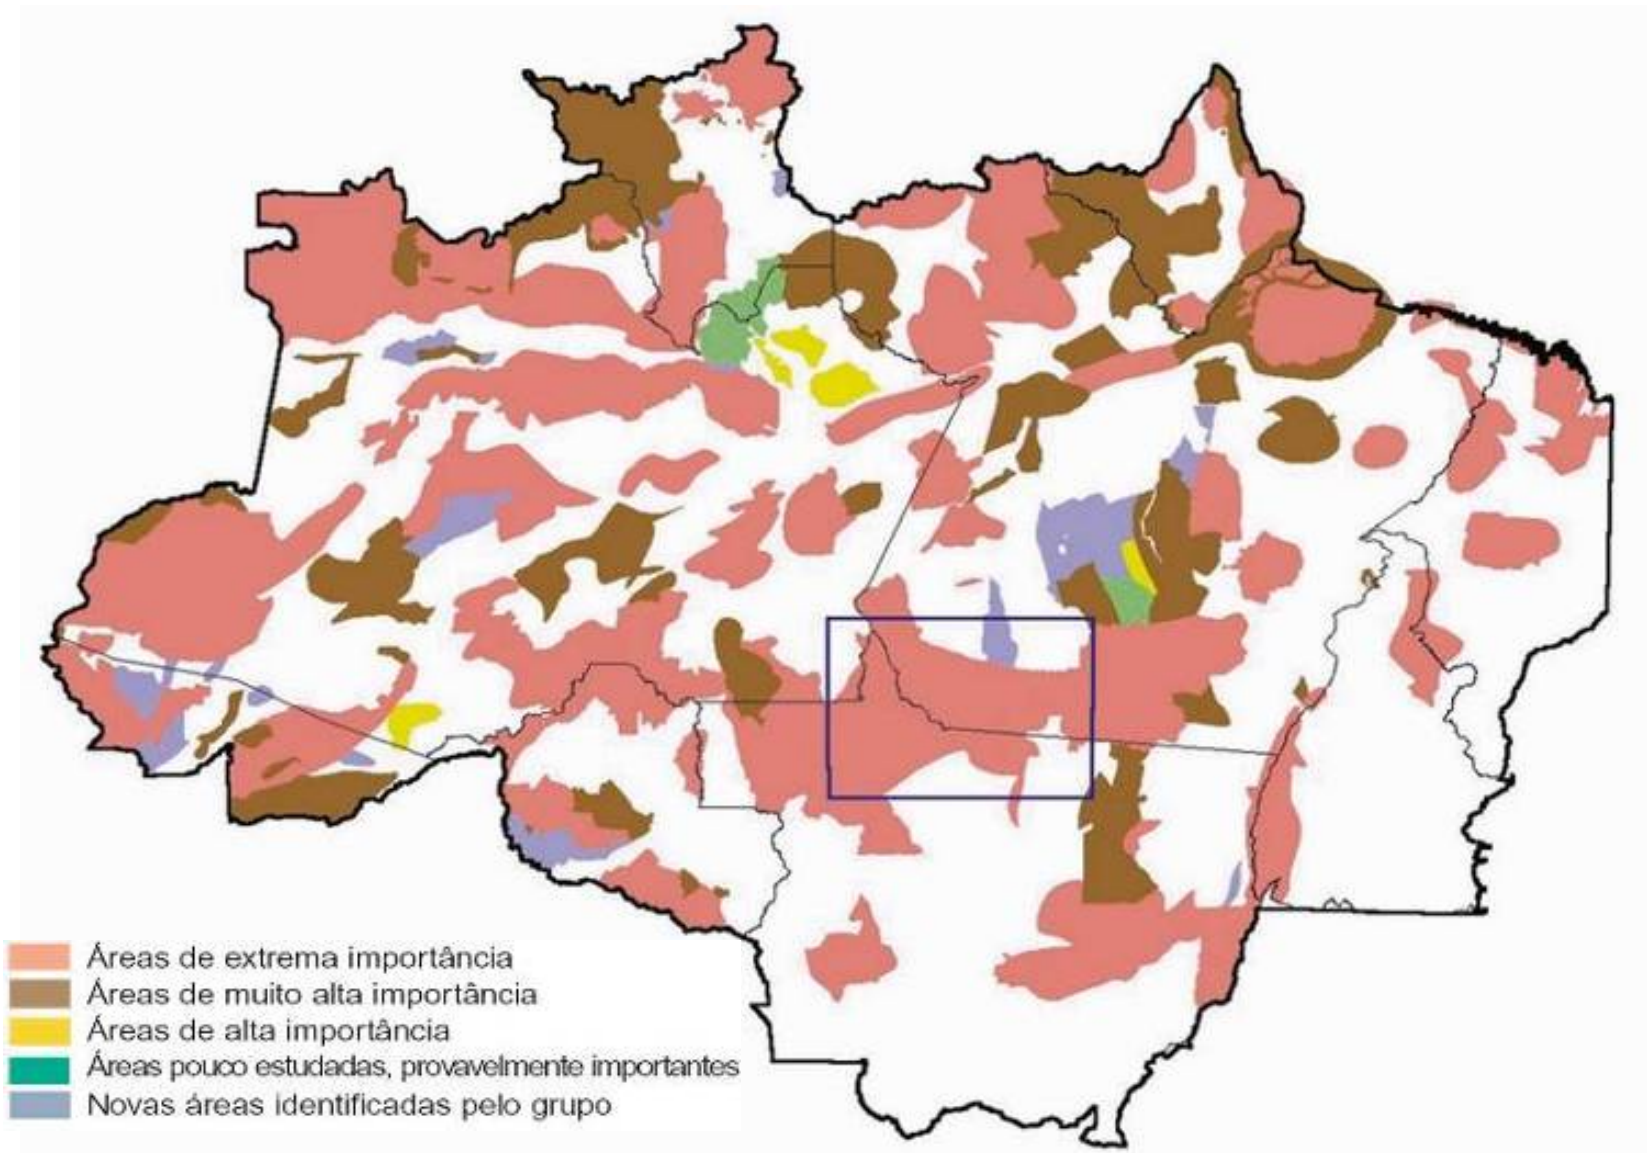 Áreas de extrema importância
Áreas de muito alta importância
Áreas de alta importância
Áreas pouco estudadas, provavelmente importantes
Novas áreas identificadas pelo grupo